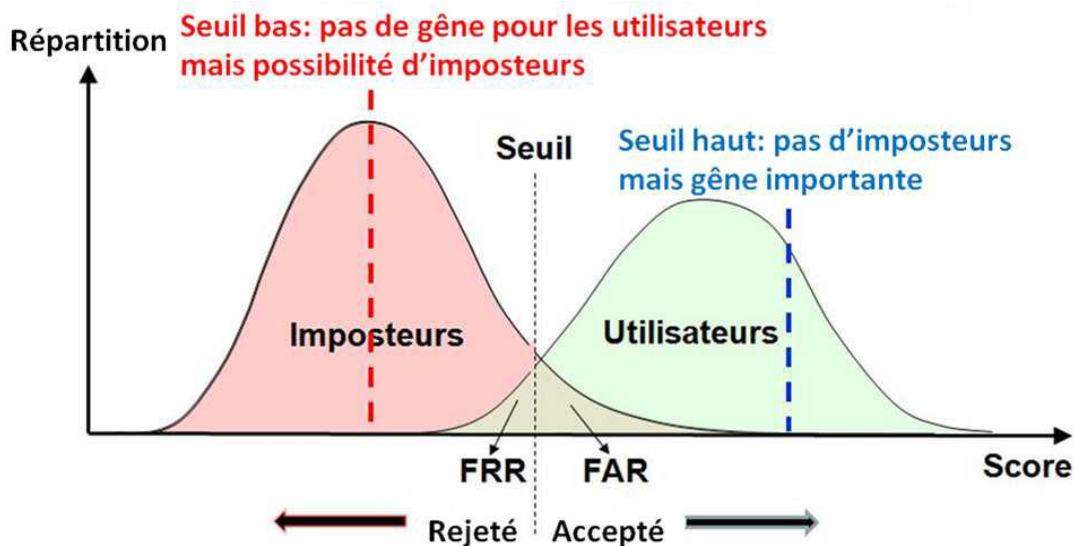 Répartition
Seuil bas: pas de gêne pour les utilisateurs
mais possibilité d'imposteurs
Seuil
Seuil haut: pas d'imposteurs
mais gêne importante
Imposteurs
Utilisateurs
FRR
FAR
Score
Rejeté
Accepté